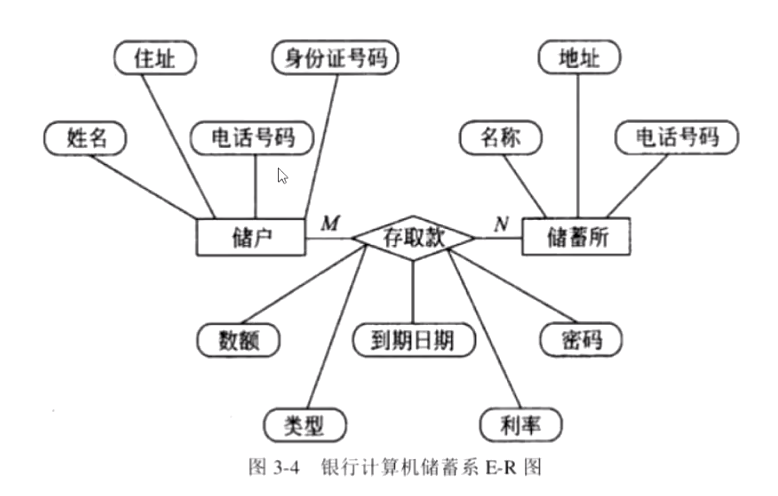 住址
身份证号码
地址
姓名
电话号码
名称
电话号码
储户
M
存取款
N
储蓄所
数额
到期日期
密码
类型
利率
图 3-4 银行计算机储蓄系 E-R 图